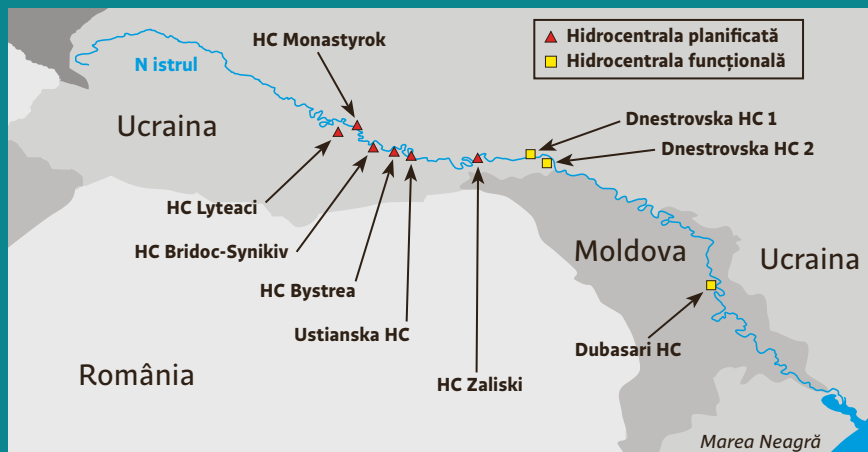 HC Monastyrok
Hidrocentrala planificată
Hidrocentrala funcțională
N istrul
Ucraina
Dnestrovska HC 1
Dnestrovska HC 2
HC Lyteaci
HC Bridoc-Synikiv
Moldova
Ucraina
HC Bystrea
Ustianska HC
Dubasari HC
România
HC Zaliski
Marea Neagră